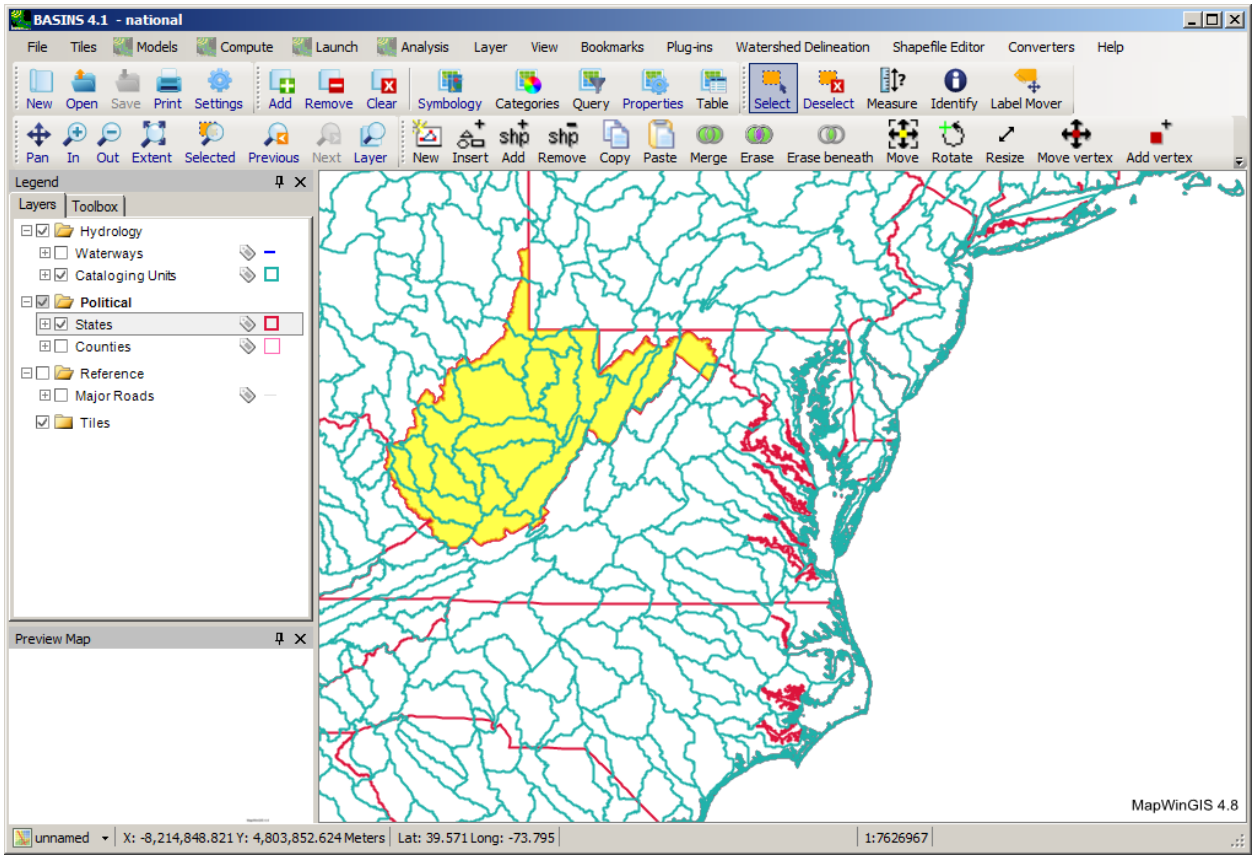 BASINS 4.1 - national
File Tiles Models Compute Launch Analysis Layer View Bookmarks Plug-ins Watershed Delineation Shapefile Editor Converters Help
New Open Save Print Settings Add Remove Clear Symbology Categories Query Properties Table Select Deselect Measure Identify Label Mover
shp shp
Pan In Out Extent Selected Previous Next Layer New Insert Add Remove Copy Paste Merge Erase Erase beneath Move Rotate Resize Move vertex Add vertex
Legend
Layers Toolbox
Hydrology
Waterways
Cataloging Units
Political
States
Counties
Reference
Major Roads
Tiles
Preview Map
MapWinGIS 4.8
unnamed X: -8,214,848.821 Y: 4,803,852.624 Meters Lat: 39.571 Long: -73.795 1:7626967